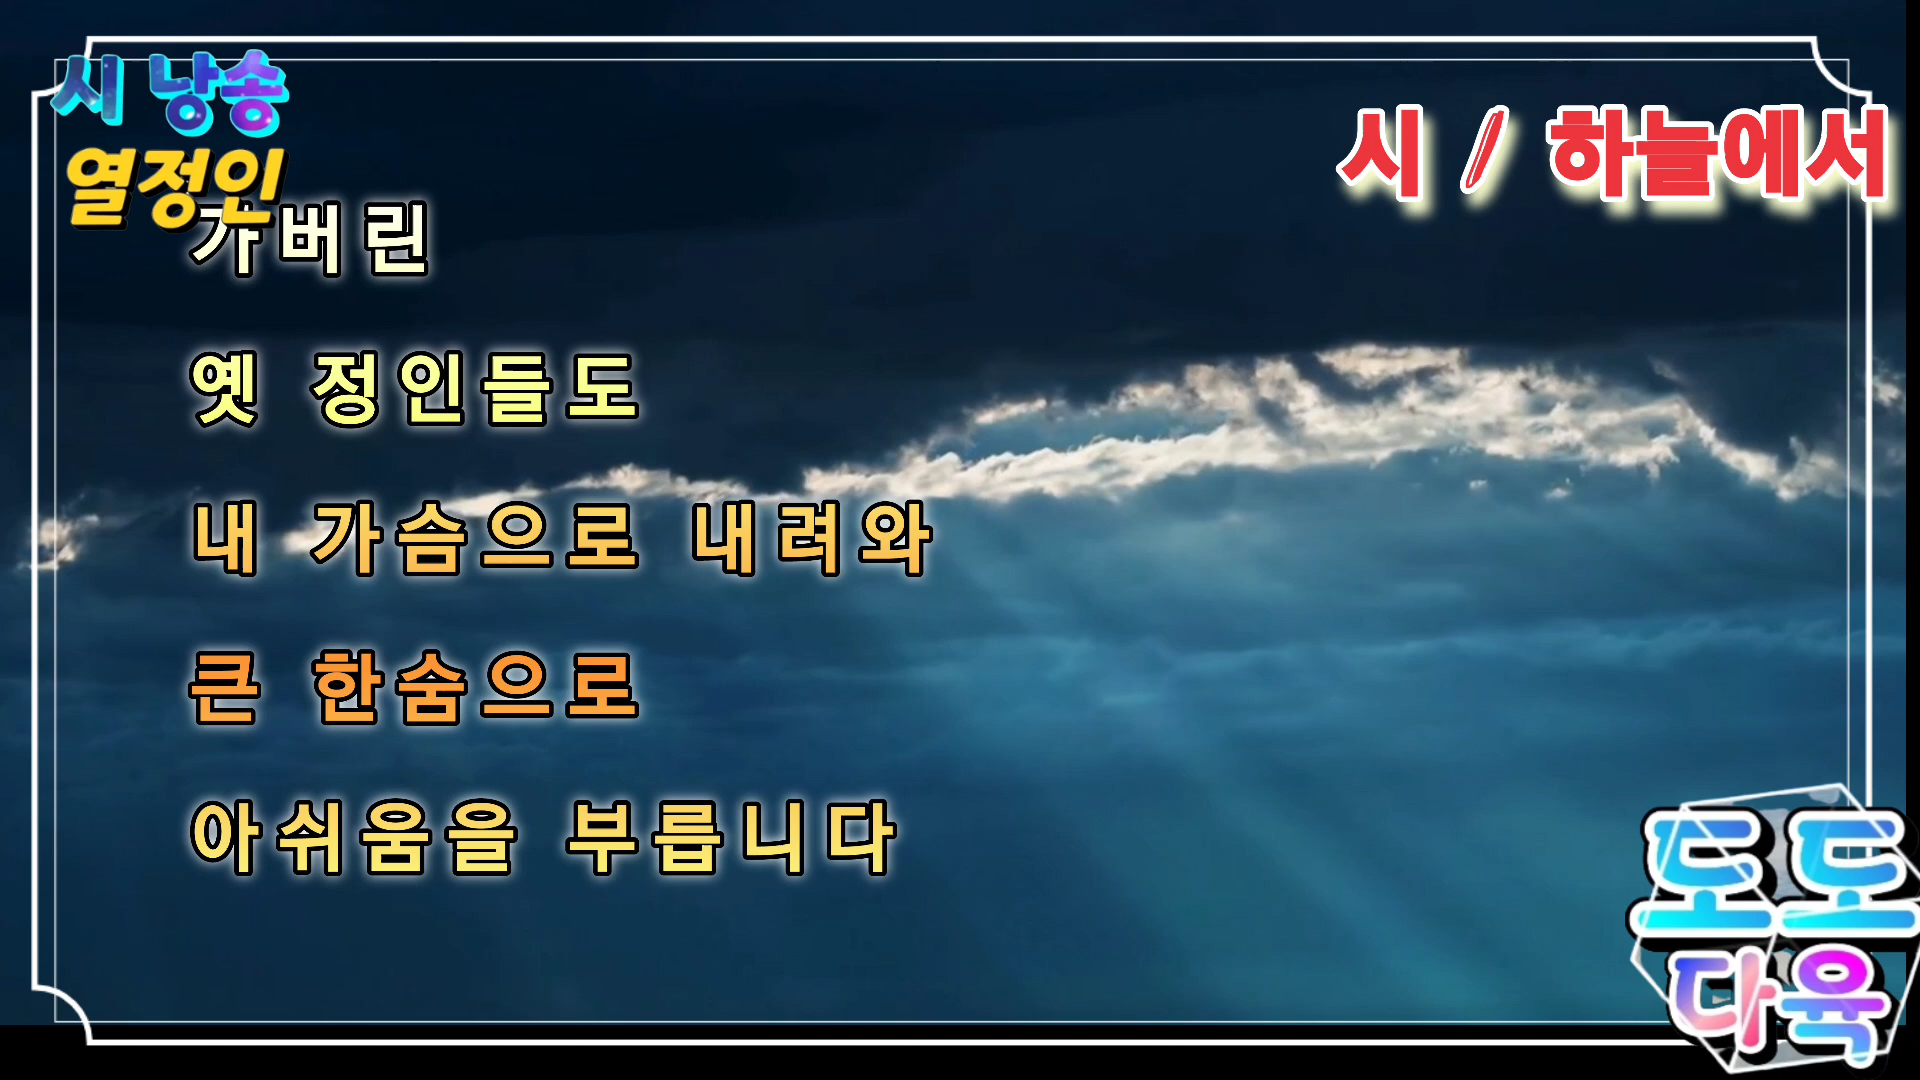 시 낭송
열정인
시 / 하늘에서
가버린
옛 정인들도
내 가슴으로 내려와
큰 한숨으로
아쉬움을 부릅니다
토토
다육